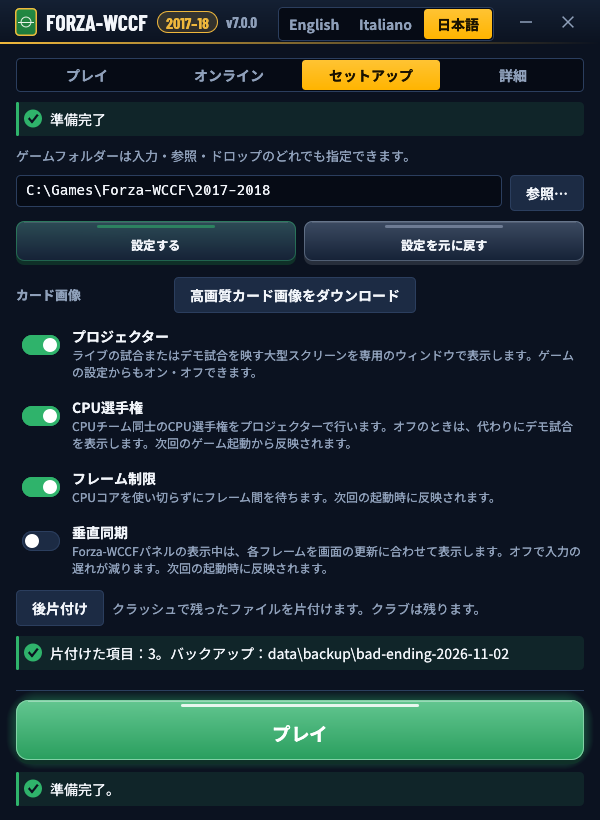 FORZA-WCCF 2017-18 v7.0.0 English Italiano 日本語
プレイ オンライン セットアップ 詳細
準備完了
ゲームフォルダーは入力・参照・ドロップのどれでも指定できます。
C:\Games\Forza-WCCF\2017-2018 参照…
設定する 設定を元に戻す
カード画像 高画質カード画像をダウンロード
プロジェクター
ライブの試合またはデモ試合を映す大型スクリーンを専用のウィンドウで表示します。ゲーム
の設定からもオン・オフできます。
CPU選手権
CPUチーム同士のCPU選手権をプロジェクターで行います。オフのときは、代わりにデモ試合
を表示します。次回のゲーム起動から反映されます。
フレーム制限
CPUコアを使い切らずにフレーム間を待ちます。次回の起動時に反映されます。
垂直同期
Forza-WCCFパネルの表示中は、各フレームを画面の更新に合わせて表示します。オフで入力の
遅れが減ります。次回の起動時に反映されます。
後片付け クラッシュで残ったファイルを片付けます。クラブは残ります。
片付けた項目：3。バックアップ：data\backup\bad-ending-2026-11-02
プレイ
準備完了。